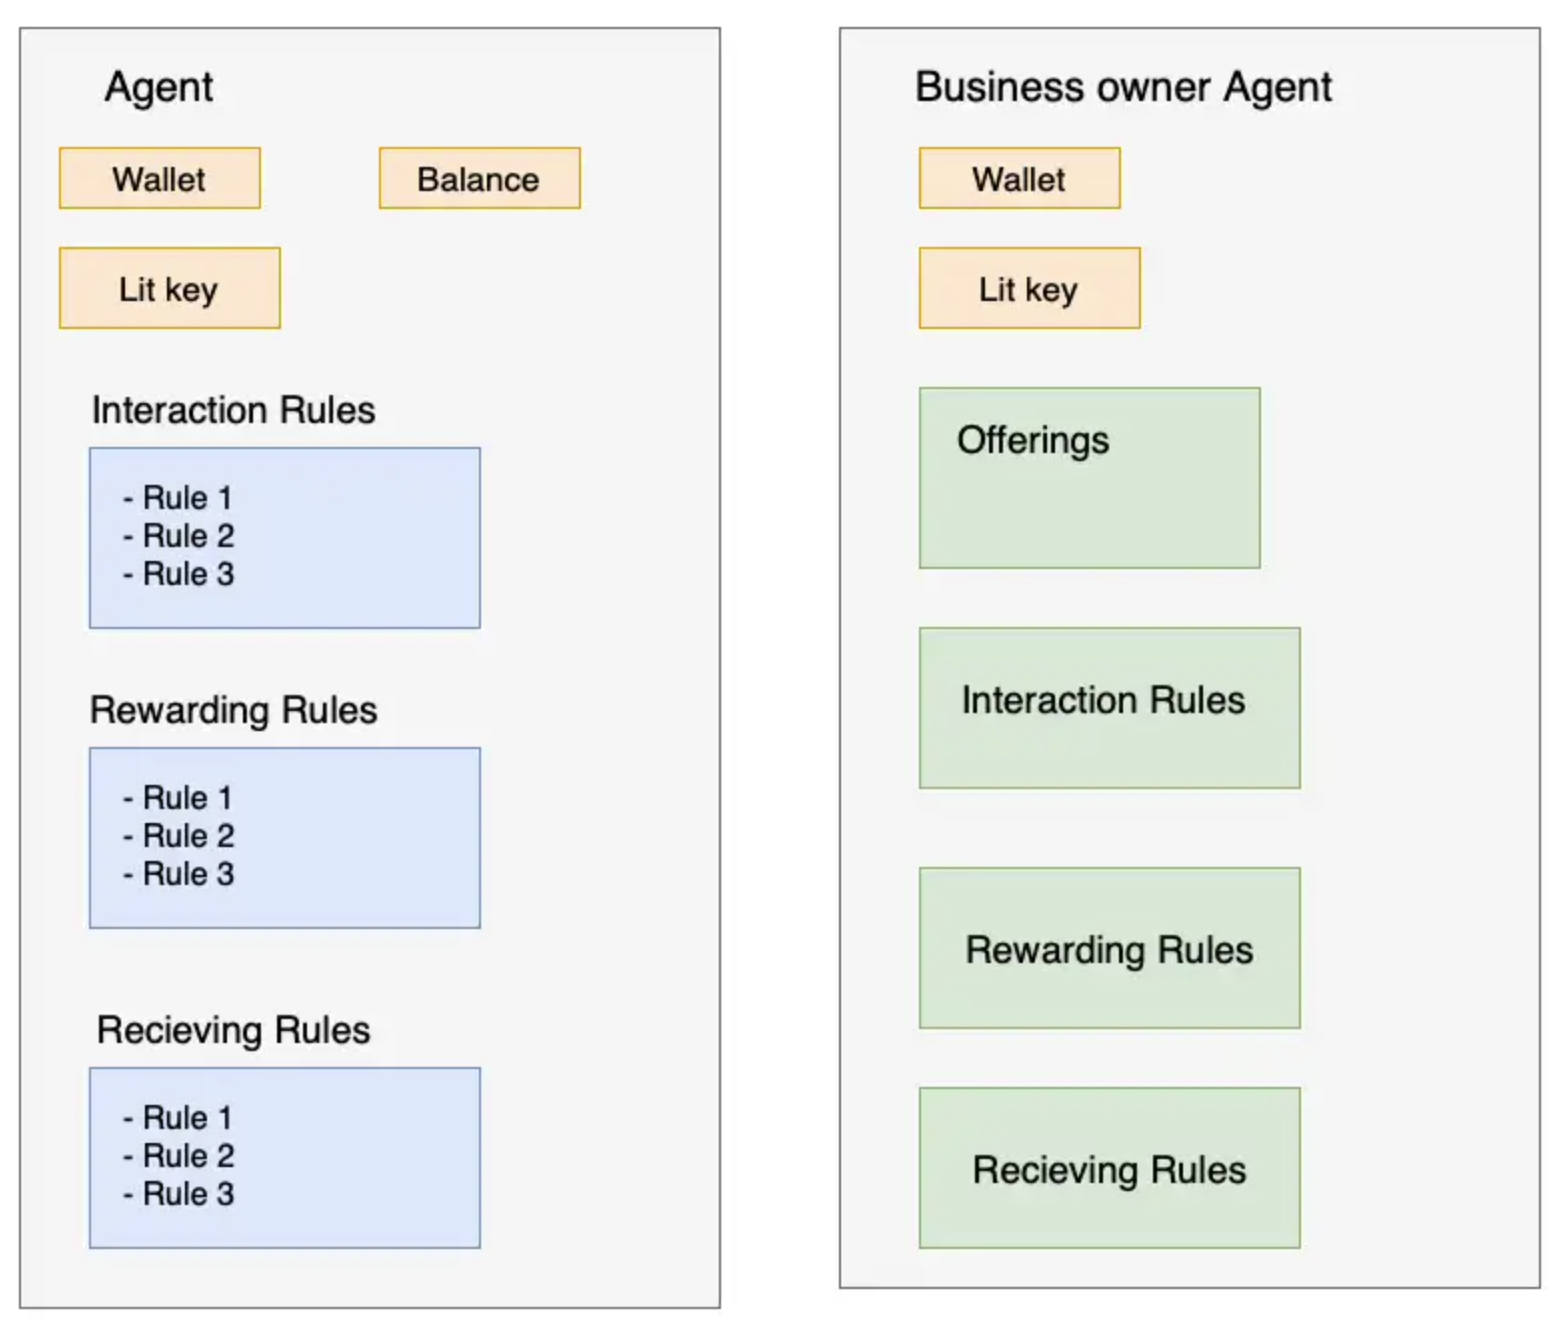 Agent
Wallet
Balance
Lit key
Interaction Rules
- Rule 1
- Rule 2
- Rule 3
Rewarding Rules
- Rule 1
- Rule 2
- Rule 3
Recieving Rules
- Rule 1
- Rule 2
- Rule 3
Business owner Agent
Wallet
Lit key
Offerings
Interaction Rules
Rewarding Rules
Recieving Rules